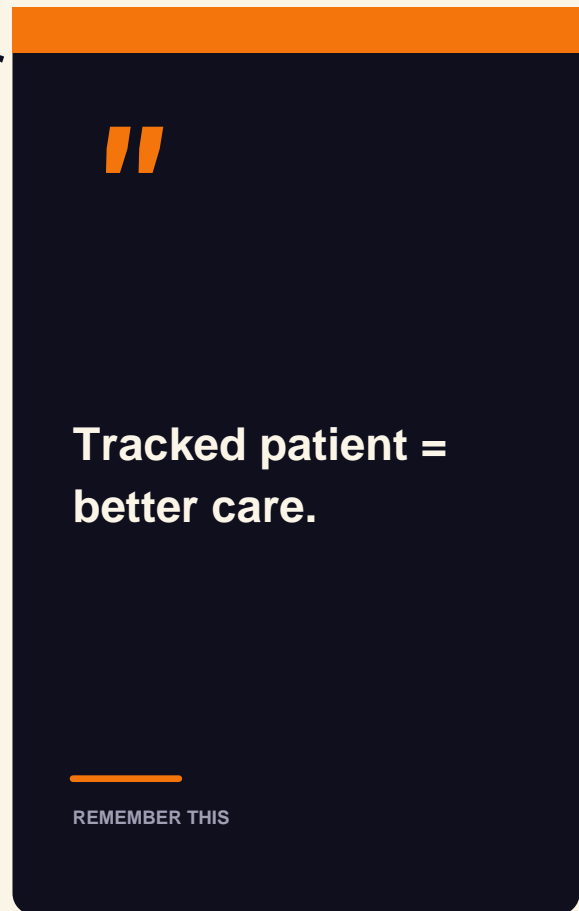 "
Tracked patient =
better care.
REMEMBER THIS